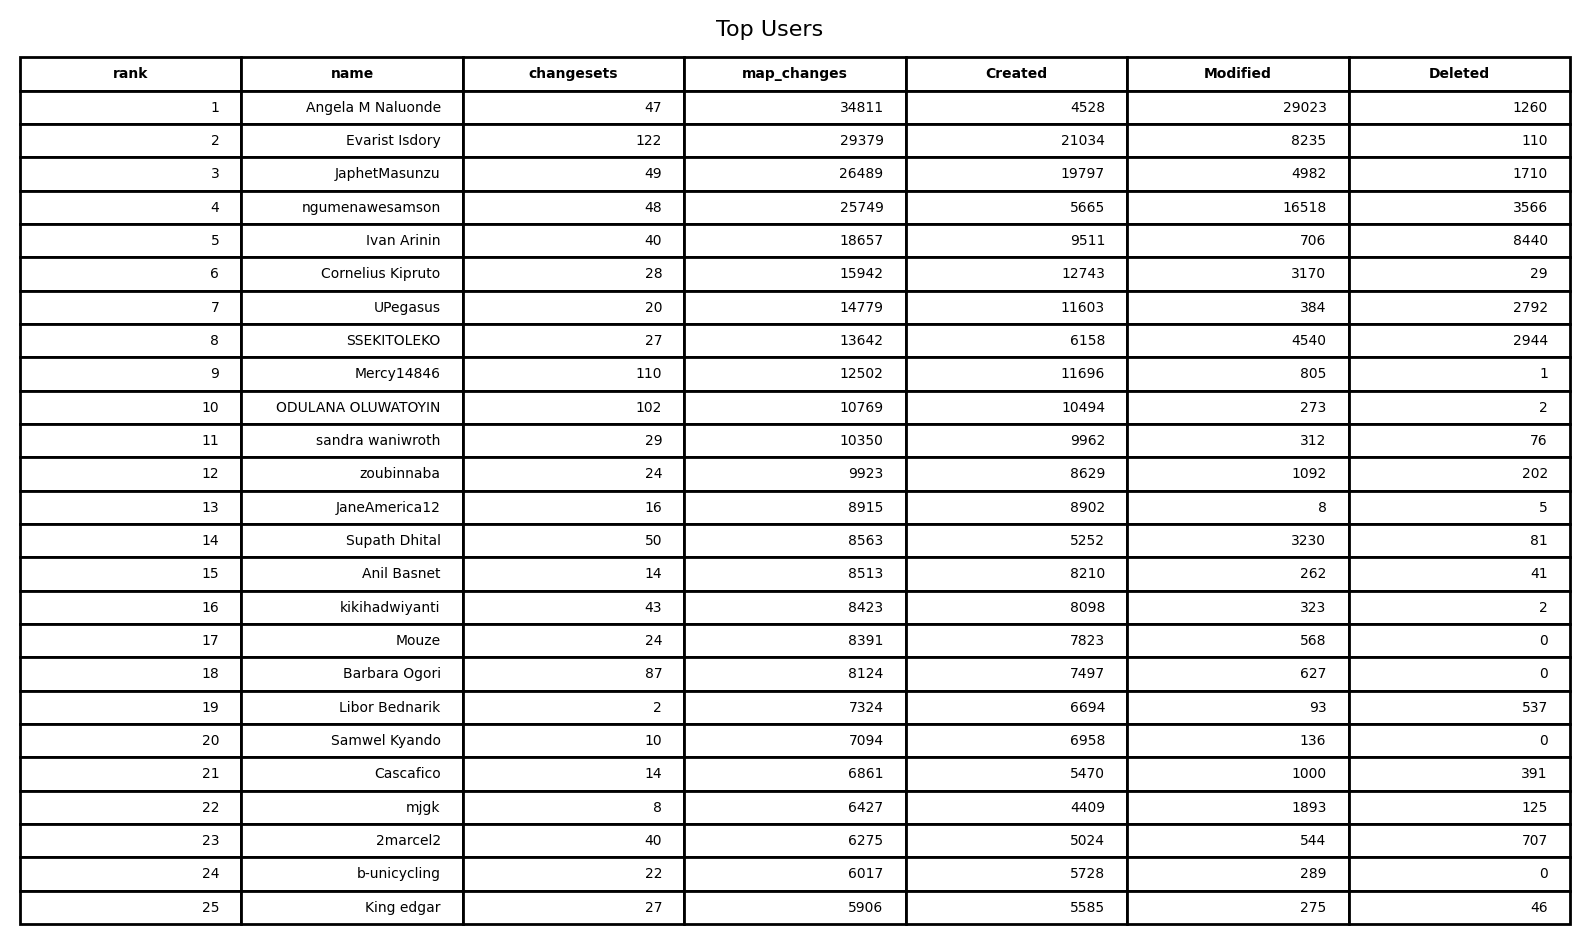 Top Users
rank name changesets map_changes Created Modified Deleted
1 Angela M Naluonde 47 34811 4528 29023 1260
2 Evarist Isdory 122 29379 21034 8235 110
3 JaphetMasunzu 49 26489 19797 4982 1710
4 ngumenawesamson 48 25749 5665 16518 3566
5 Ivan Arinin 40 18657 9511 706 8440
6 Cornelius Kipruto 28 15942 12743 3170 29
7 UPegasus 20 14779 11603 384 2792
8 SSEKITOLEKO 27 13642 6158 4540 2944
9 Mercy14846 110 12502 11696 805 1
10 ODULANA OLUWATOYIN 102 10769 10494 273 2
11 sandra waniwroth 29 10350 9962 312 76
12 zoubinnaba 24 9923 8629 1092 202
13 JaneAmerica12 16 8915 8902 8 5
14 Supath Dhital 50 8563 5252 3230 81
15 Anil Basnet 14 8513 8210 262 41
16 kikihadwiyanti 43 8423 8098 323 2
17 Mouze 24 8391 7823 568 0
18 Barbara Ogori 87 8124 7497 627 0
19 Libor Bednarik 2 7324 6694 93 537
20 Samwel Kyando 10 7094 6958 136 0
21 Cascafico 14 6861 5470 1000 391
22 mjgk 8 6427 4409 1893 125
23 2marcel2 40 6275 5024 544 707
24 b-unicycling 22 6017 5728 289 0
25 King edgar 27 5906 5585 275 46